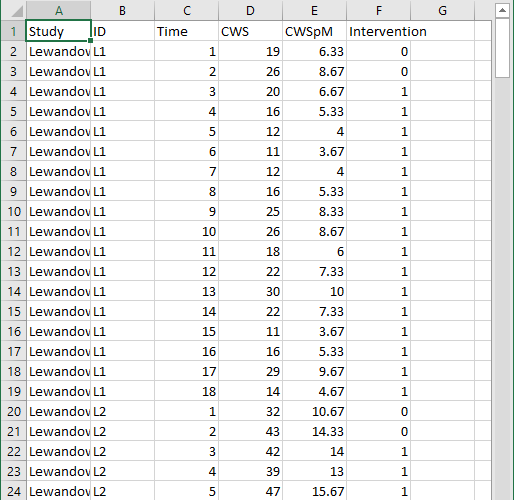 A B C D E F G
1 Study ID Time CWS CWSpM Intervention
2 Lewandov L1 1 19 6.33 0
3 Lewandov L1 2 26 8.67 0
4 Lewandov L1 3 20 6.67 1
5 Lewandov L1 4 16 5.33 1
6 Lewandov L1 5 12 4 1
7 Lewandov L1 6 11 3.67 1
8 Lewandov L1 7 12 4 1
9 Lewandov L1 8 16 5.33 1
10 Lewandov L1 9 25 8.33 1
11 Lewandov L1 10 26 8.67 1
12 Lewandov L1 11 18 6 1
13 Lewandov L1 12 22 7.33 1
14 Lewandov L1 13 30 10 1
15 Lewandov L1 14 22 7.33 1
16 Lewandov L1 15 11 3.67 1
17 Lewandov L1 16 16 5.33 1
18 Lewandov L1 17 29 9.67 1
19 Lewandov L1 18 14 4.67 1
20 Lewandov L2 1 32 10.67 0
21 Lewandov L2 2 43 14.33 0
22 Lewandov L2 3 42 14 1
23 Lewandov L2 4 39 13 1
24 Lewandov L2 5 47 15.67 1